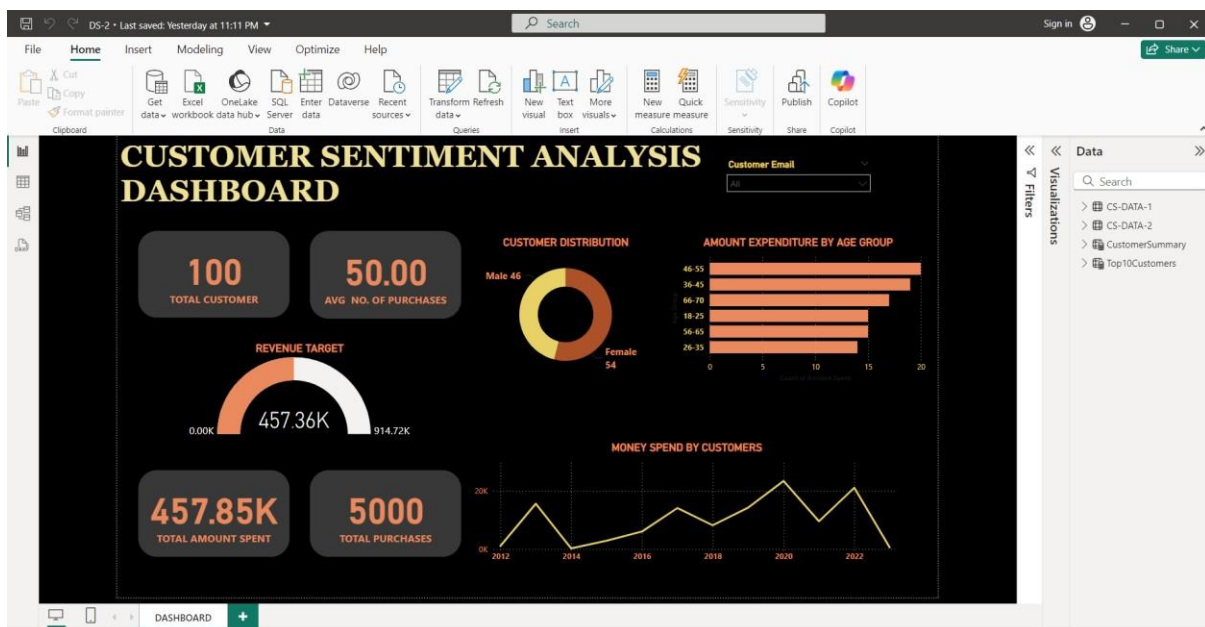 DS-2 • Last saved: Yesterday at 11:11 PM
Search
Sign in
File Home Insert Modeling View Optimize Help
Share
Paste
Cut
Copy
Format painter
Clipboard
Get data
Excel workbook
OneLake data hub
SQL Server
Enter data
Dataverse
Recent sources
Data
Transform data
Refresh
Queries
New visual
Text box
More visuals
Insert
New measure
Quick measure
Calculations
Sensitivity
Sensitivity
Publish
Share
Copilot
Copilot
CUSTOMER SENTIMENT ANALYSIS
DASHBOARD
Customer Email
All
100
TOTAL CUSTOMER
50.00
AVG NO. OF PURCHASES
CUSTOMER DISTRIBUTION
Male 46
Female
54
AMOUNT EXPENDITURE BY AGE GROUP
46-55
36-45
66-70
18-25
56-65
26-35
0 5 10 15 20
REVENUE TARGET
457.36K
0.00K
914.72K
457.85K
TOTAL AMOUNT SPENT
5000
TOTAL PURCHASES
MONEY SPEND BY CUSTOMERS
20K
0K
2012 2014 2016 2018 2020 2022
Filters
Visualizations
Data
Search
CS-DATA-1
CS-DATA-2
CustomerSummary
Top10Customers
DASHBOARD